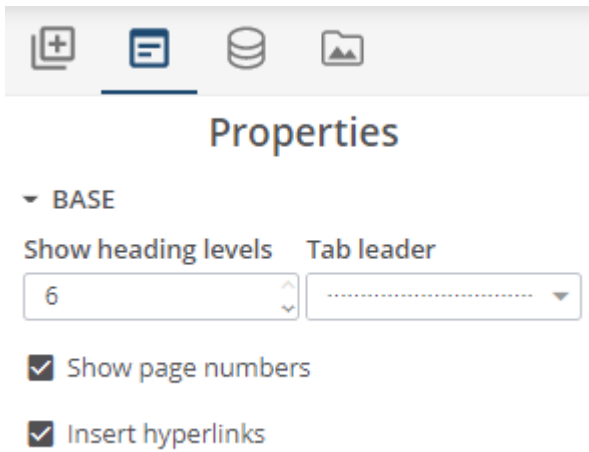 Properties
BASE
Show heading levels Tab leader
6
Show page numbers
Insert hyperlinks